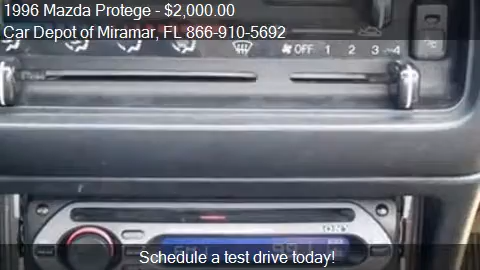 1996 Mazda Protege - $2,000.00
Car Depot of Miramar, FL 866-910-5692
OFF 1 2 3 4
SONY
Schedule a test drive today!